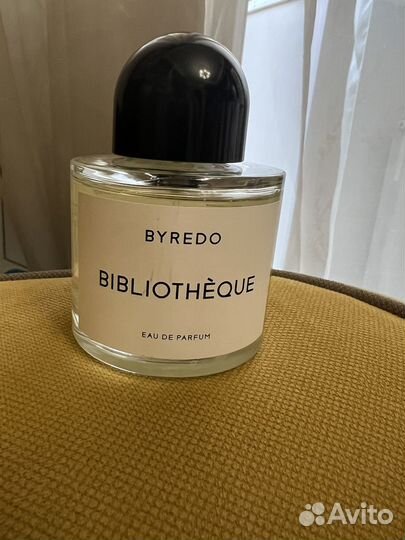 BYREDO
BIBLIOTHÈQUE
EAU DE PARFUM
Avito